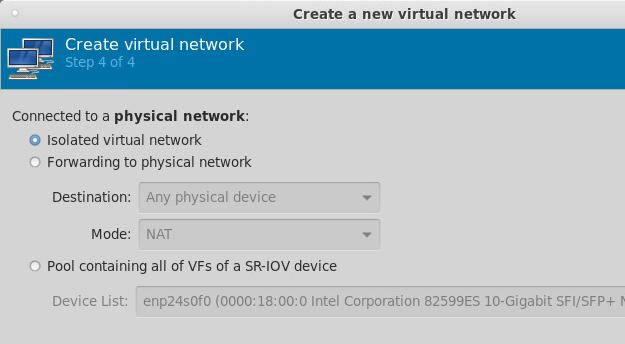 Create a new virtual network
Create virtual network
Step 4 of 4
Connected to a physical network:
Isolated virtual network
Forwarding to physical network
Destination: Any physical device
Mode: NAT
Pool containing all of VFs of a SR-IOV device
Device List: enp24s0f0 (0000:18:00:0 Intel Corporation 82599ES 10-Gigabit SFI/SFP+